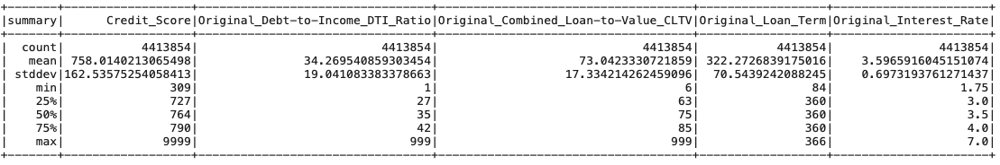 +-------+------------------+-----------------------------------+-------------------------------------+------------------+----------------------+
|summary|      Credit_Score|Original_Debt-to-Income_DTI_Ratio|Original_Combined_Loan-to-Value_CLTV|Original_Loan_Term|Original_Interest_Rate|
+-------+------------------+-----------------------------------+-------------------------------------+------------------+----------------------+
|  count|           4413854|                          4413854|                             4413854|           4413854|               4413854|
|   mean| 758.0140213065498|               34.269540859303454|                    73.0423330721859| 322.2726839175016|    3.5965916045151074|
| stddev|162.53575254058413|               19.041083383378663|                  17.334214262459096|  70.5439242088245|    0.6973193761271437|
|    min|               309|                                1|                                   6|                84|                  1.75|
|    25%|               727|                               27|                                  63|               360|                   3.0|
|    50%|               764|                               35|                                  75|               360|                   3.5|
|    75%|               790|                               42|                                  85|               360|                   4.0|
|    max|              9999|                              999|                                 999|               366|                   7.0|
+-------+------------------+-----------------------------------+-------------------------------------+------------------+----------------------+